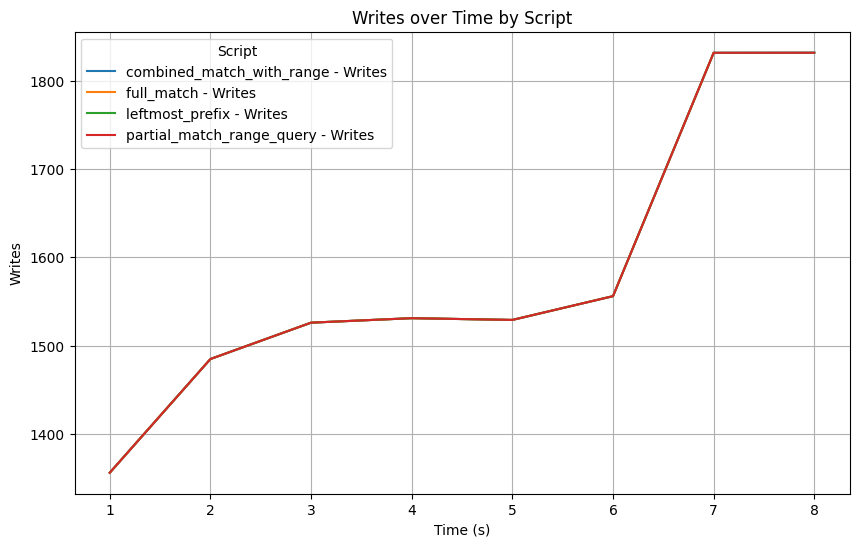 Writes over Time by Script
Script
combined_match_with_range - Writes
full_match - Writes
leftmost_prefix - Writes
partial_match_range_query - Writes
Writes
1800
1700
1600
1500
1400
1 2 3 4 5 6 7 8
Time (s)